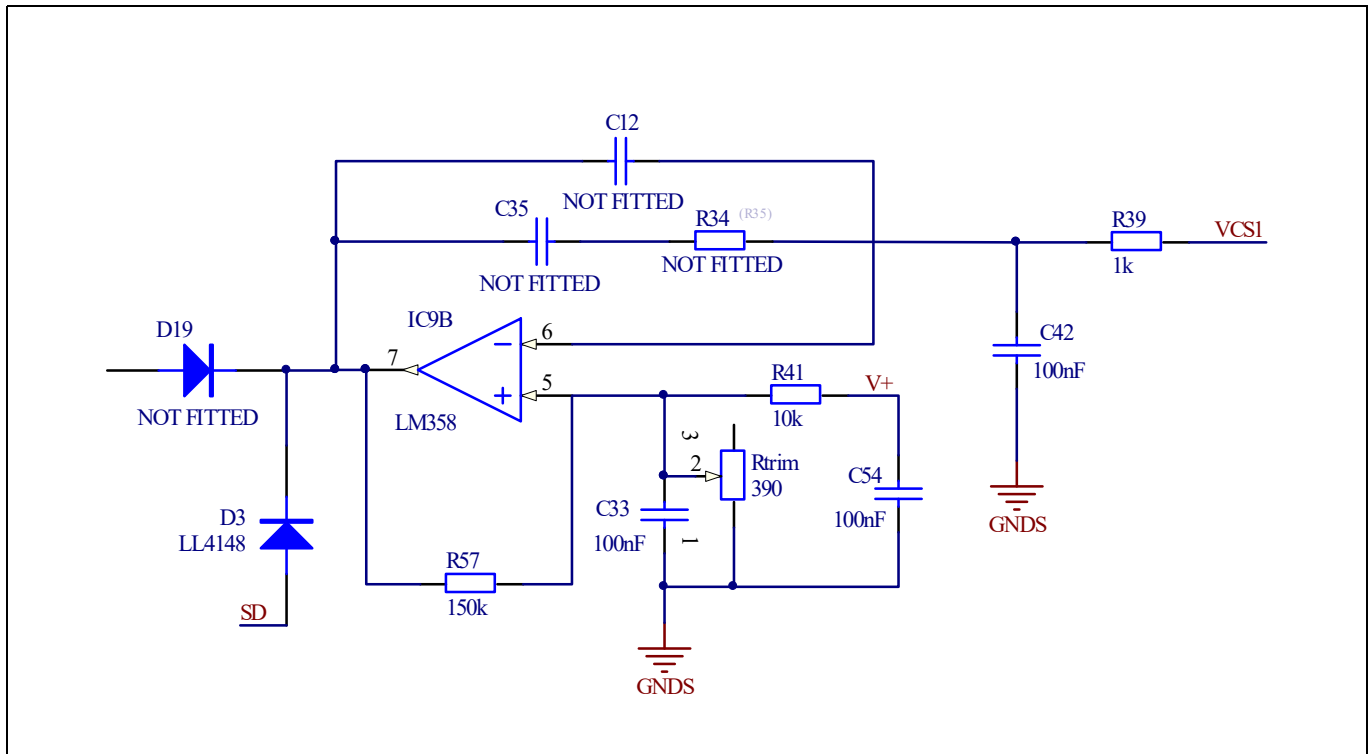 C12
NOT FITTED
C35
NOT FITTED
R34 (R35)
NOT FITTED
R39
1k
VCS1
D19
NOT FITTED
IC9B
7
6
5
LM358
C42
100nF
GNDS
R41
10k
V+
3
2
1
Rtrim
390
C33
100nF
C54
100nF
D3
LL4148
SD
R57
150k
GNDS